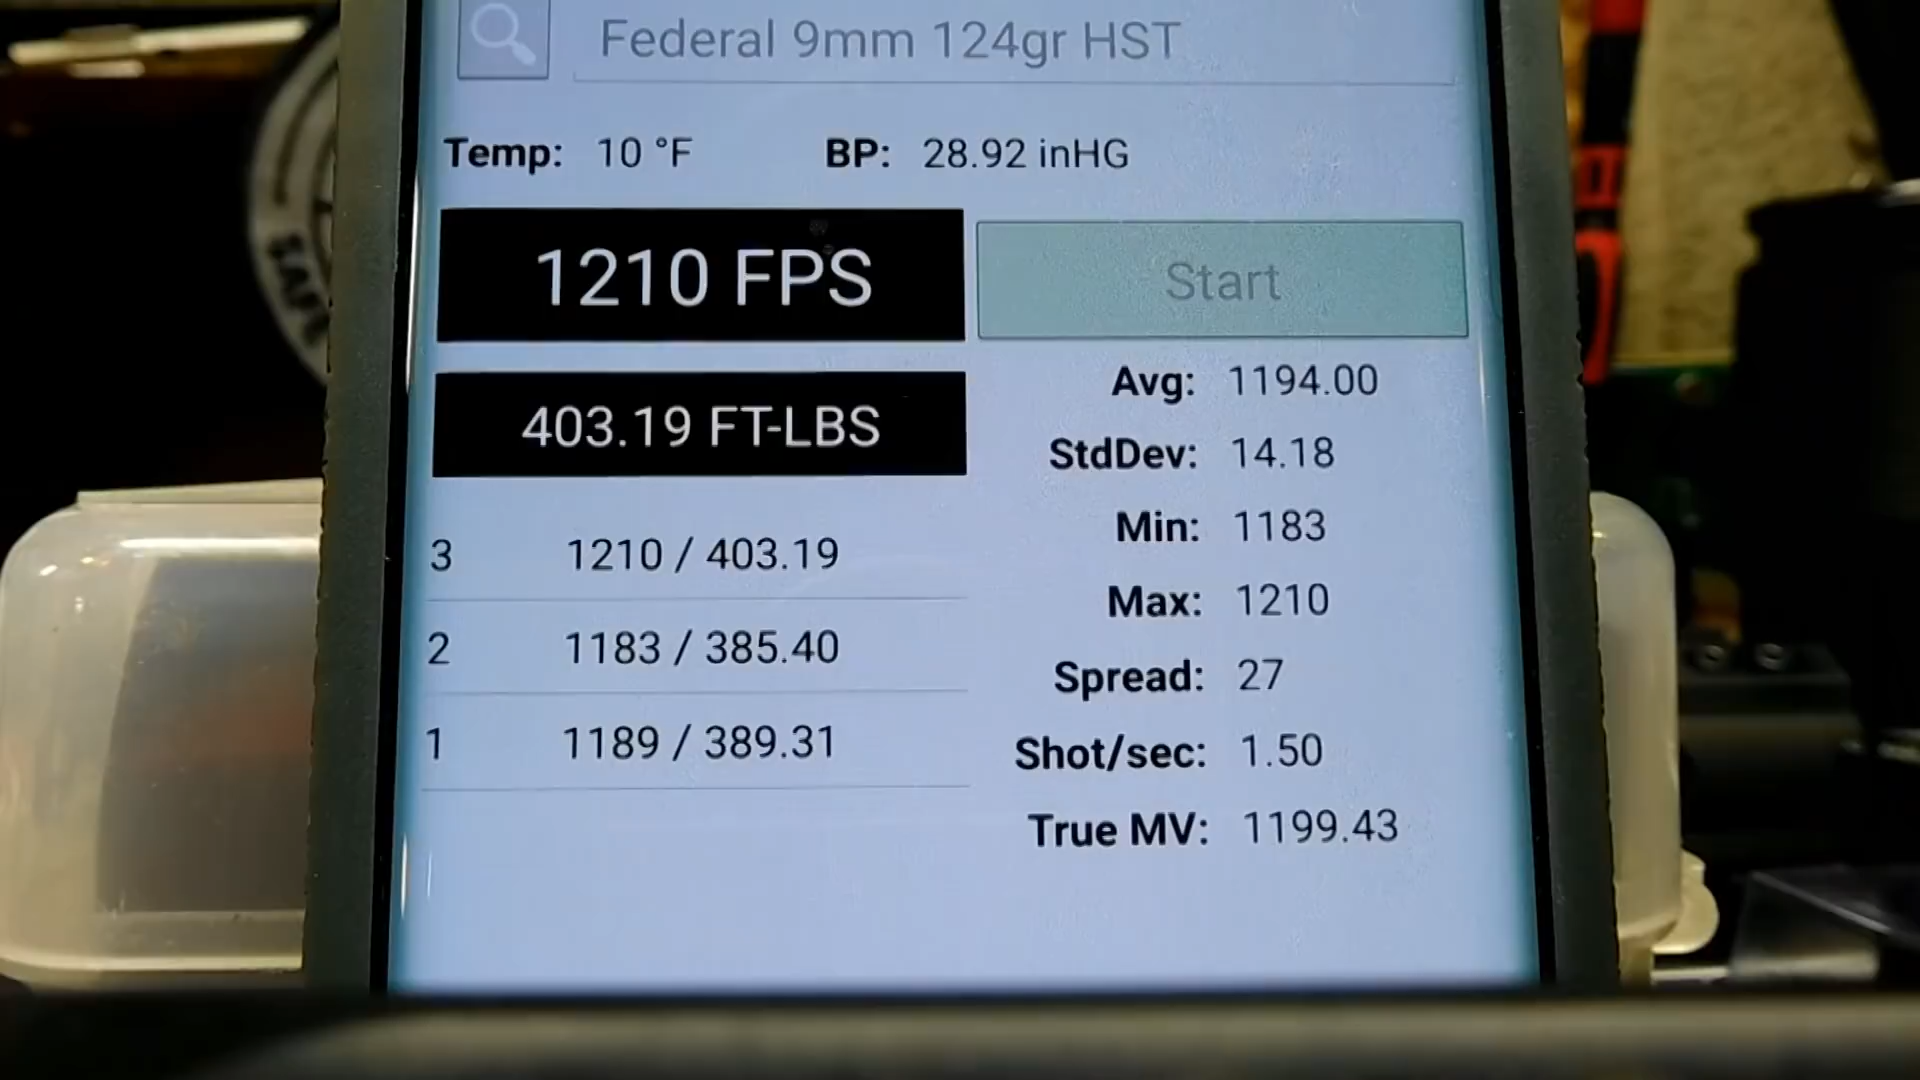 Federal 9mm 124gr HST
Temp: 10 °F BP: 28.92 inHG
1210 FPS
Start
403.19 FT-LBS
Avg: 1194.00
StdDev: 14.18
Min: 1183
Max: 1210
Spread: 27
Shot/sec: 1.50
True MV: 1199.43
3 1210 / 403.19
2 1183 / 385.40
1 1189 / 389.31
SAFE